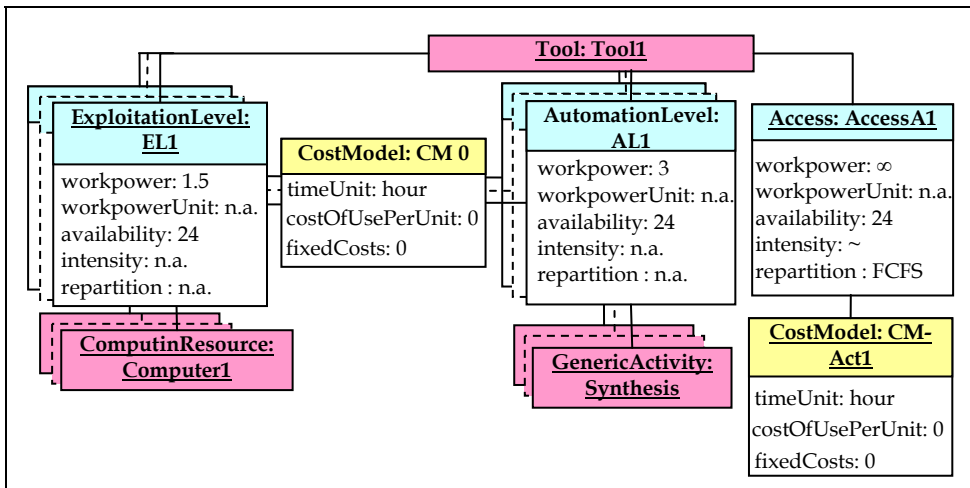 Tool: Tool1
ExploitationLevel:
EL1
workpower: 1.5
workpowerUnit: n.a.
availability: 24
intensity: n.a.
repartition : n.a.
CostModel: CM 0
timeUnit: hour
costOfUsePerUnit: 0
fixedCosts: 0
AutomationLevel:
AL1
workpower: 3
workpowerUnit: n.a.
availability: 24
intensity: n.a.
repartition : n.a.
Access: AccessA1
workpower: ∞
workpowerUnit: n.a.
availability: 24
intensity: ~
repartition : FCFS
ComputinResource:
Computer1
GenericActivity:
Synthesis
CostModel: CM-
Act1
timeUnit: hour
costOfUsePerUnit: 0
fixedCosts: 0